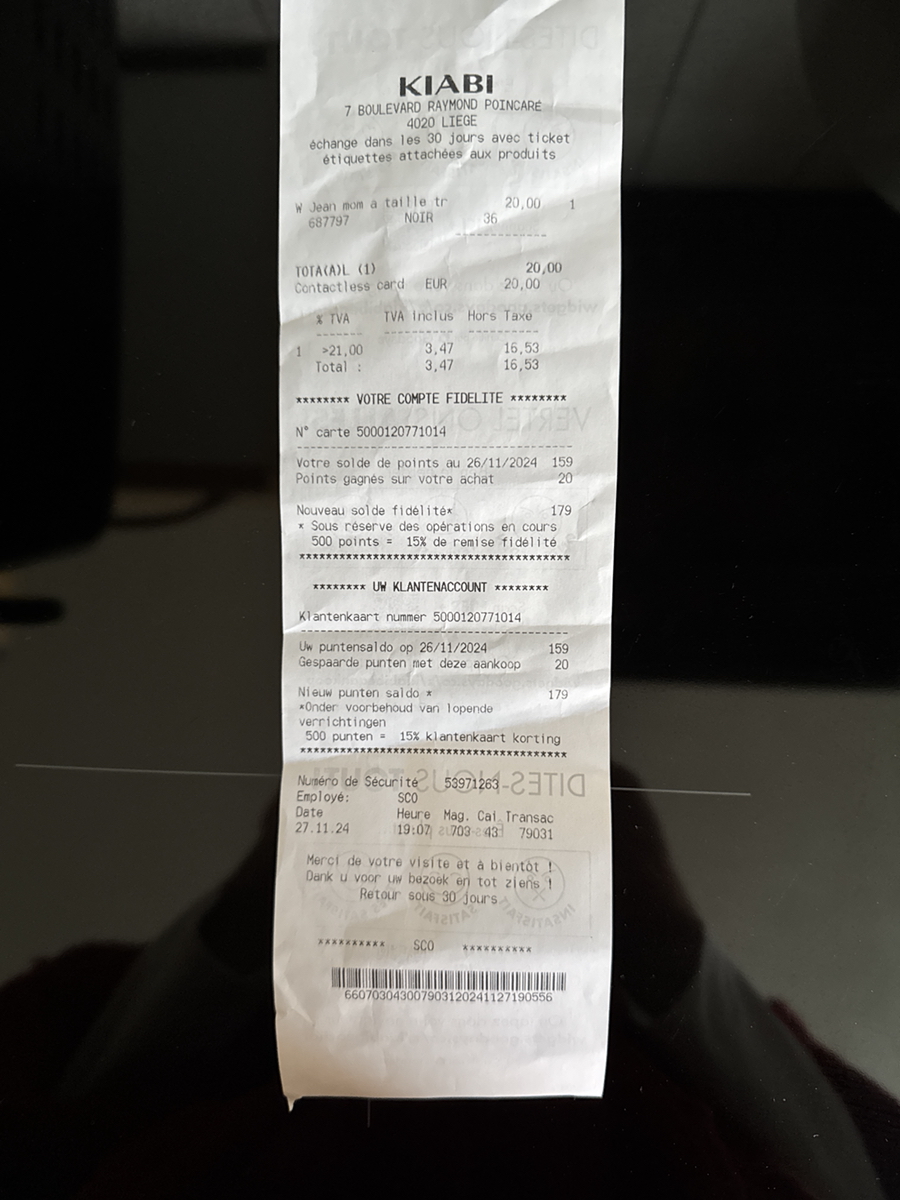 KIABI
7 BOULEVARD RAYMOND POINCARÉ
4020 LIEGE
échange dans les 30 jours avec ticket
étiquettes attachées aux produits
W Jean mom à taille tr 20,00 1
687797 NOIR 36
TOTA(A)L (1) 20,00
Contactless card EUR 20,00
% TVA TVA Inclus Hors Taxe
1 >21,00 3,47 16,53
Total : 3,47 16,53
******** VOTRE COMPTE FIDELITE ********
N° carte 5000120771014
Votre solde de points au 26/11/2024 159
Points gagnés sur votre achat 20
Nouveau solde fidélité* 179
* Sous réserve des opérations en cours
500 points = 15% de remise fidélité
****************************************
******** UW KLANTENACCOUNT ********
Klantenkaart nummer 5000120771014
Uw puntensaldo op 26/11/2024 159
Gespaarde punten met deze aankoop 20
Nieuw punten saldo * 179
*Onder voorbehoud van lopende
verrichtingen
500 punten = 15% klantenkaart korting
****************************************
Numéro de Sécurité 53971263
Employé: SCO
Date Heure Mag. Cai Transac
27.11.24 19:07 703 43 79031
Merci de votre visite et à bientôt !
Dank u voor uw bezoek en tot ziens !
Retour sous 30 jours
********** SCO **********
660703043007903120241127190556